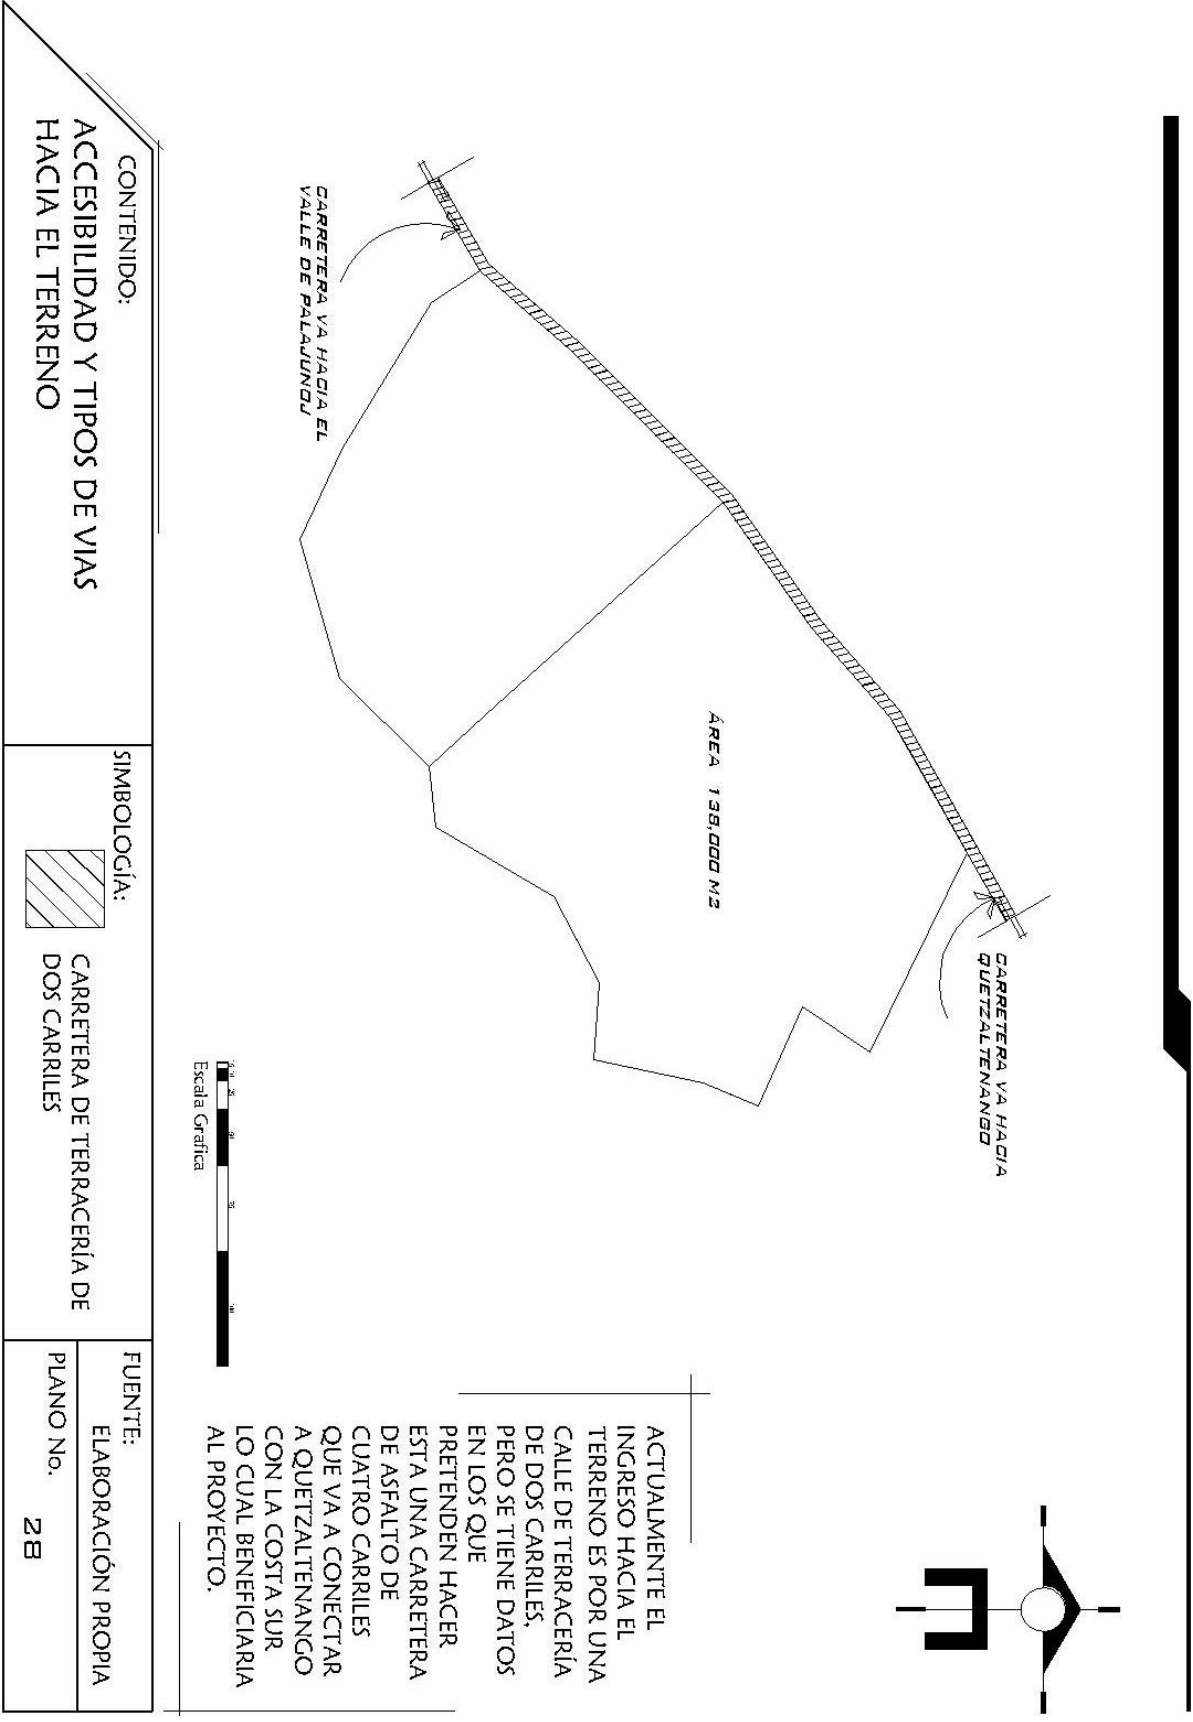 CARRETERA VA HACIA
QUETZALTENANGO
ÁREA 138,000 M2
CARRETERA VA HACIA EL
VALLE DE PALAJUNOJ
ACTUALMENTE EL
INGRESO HACIA EL
TERRENO ES POR UNA
CALLE DE TERRACERÍA
DE DOS CARRILES,
PERO SE TIENE DATOS
EN LOS QUE
PRETENDEN HACER
ESTA UNA CARRETERA
DE ASFALTO DE
CUATRO CARRILES
QUE VA A CONECTAR
A QUETZALTENANGO
CON LA COSTA SUR
LO CUAL BENEFICIARIA
AL PROYECTO.
Escala Grafica
CONTENIDO:
ACCESIBILIDAD Y TIPOS DE VIAS
HACIA EL TERRENO
SIMBOLOGÍA:
CARRETERA DE TERRACERÍA DE
DOS CARRILES
FUENTE:
ELABORACIÓN PROPIA
PLANO No.
28